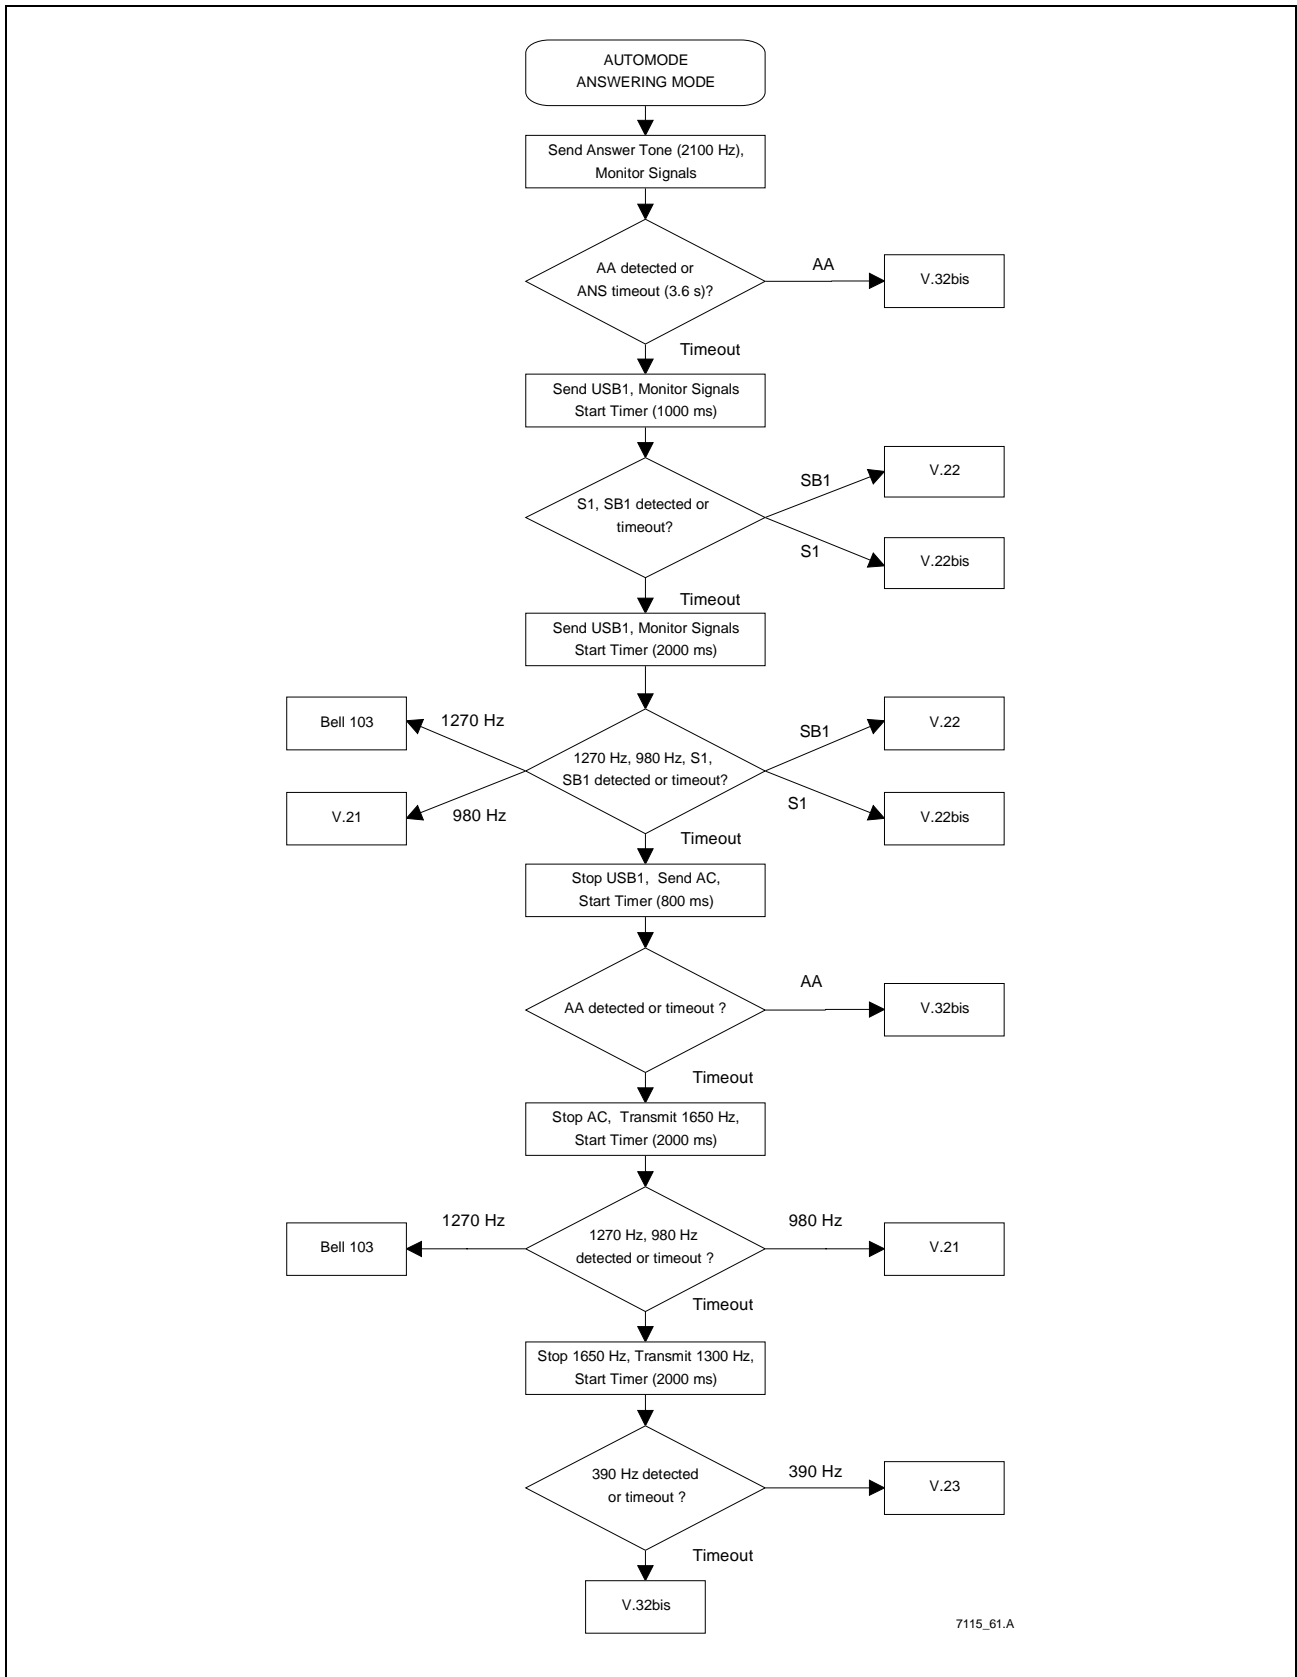 AUTOMODE
ANSWERING MODE
Send Answer Tone (2100 Hz),
Monitor Signals
AA detected or
ANS timeout (3.6 s)?
AA
V.32bis
Timeout
Send USB1, Monitor Signals
Start Timer (1000 ms)
S1, SB1 detected or
timeout?
SB1
V.22
S1
V.22bis
Timeout
Send USB1, Monitor Signals
Start Timer (2000 ms)
Bell 103
1270 Hz
V.21
980 Hz
1270 Hz, 980 Hz, S1,
SB1 detected or timeout?
SB1
V.22
S1
V.22bis
Timeout
Stop USB1, Send AC,
Start Timer (800 ms)
AA detected or timeout ?
AA
V.32bis
Timeout
Stop AC, Transmit 1650 Hz,
Start Timer (2000 ms)
Bell 103
1270 Hz
1270 Hz, 980 Hz
detected or timeout ?
980 Hz
V.21
Timeout
Stop 1650 Hz, Transmit 1300 Hz,
Start Timer (2000 ms)
390 Hz detected
or timeout ?
390 Hz
V.23
Timeout
V.32bis
7115_61.A